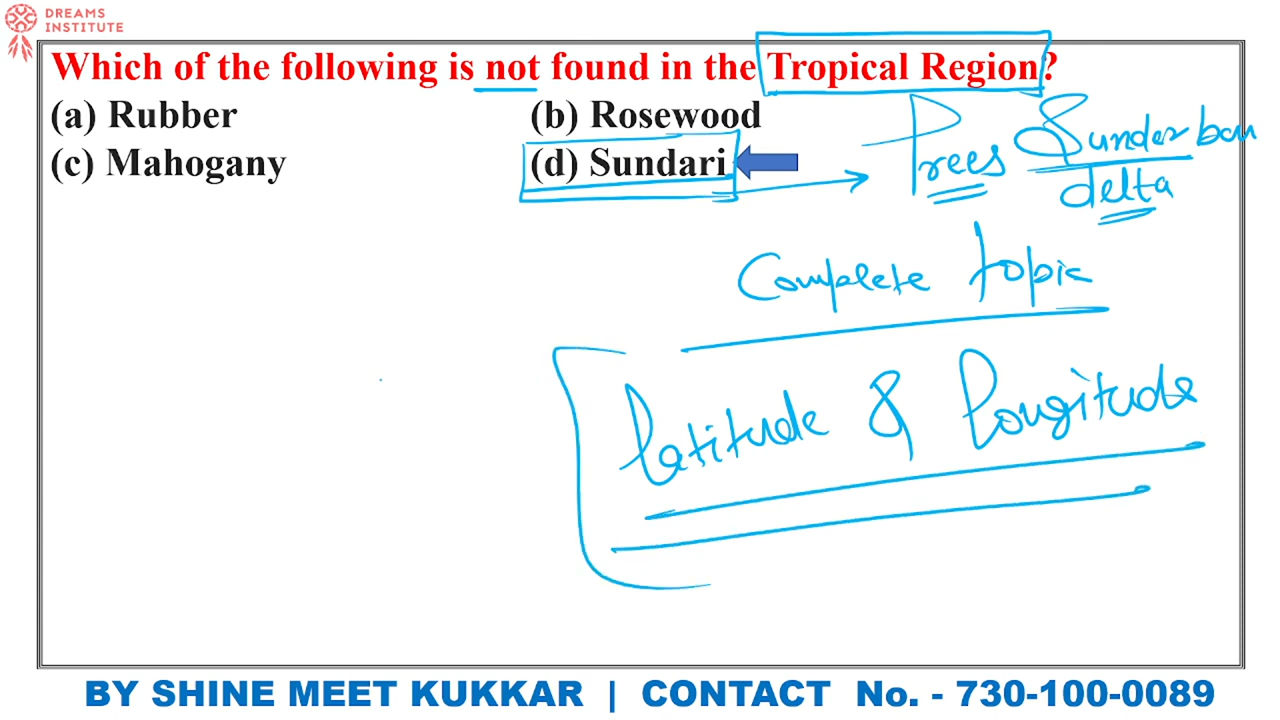 DREAMS
INSTITUTE
Which of the following is not found in the Tropical Region?
(a) Rubber (b) Rosewood
(c) Mahogany (d) Sundari
Trees Sunderban
delta
Complete topic
Latitude & Longitude
BY SHINE MEET KUKKAR | CONTACT No. - 730-100-0089